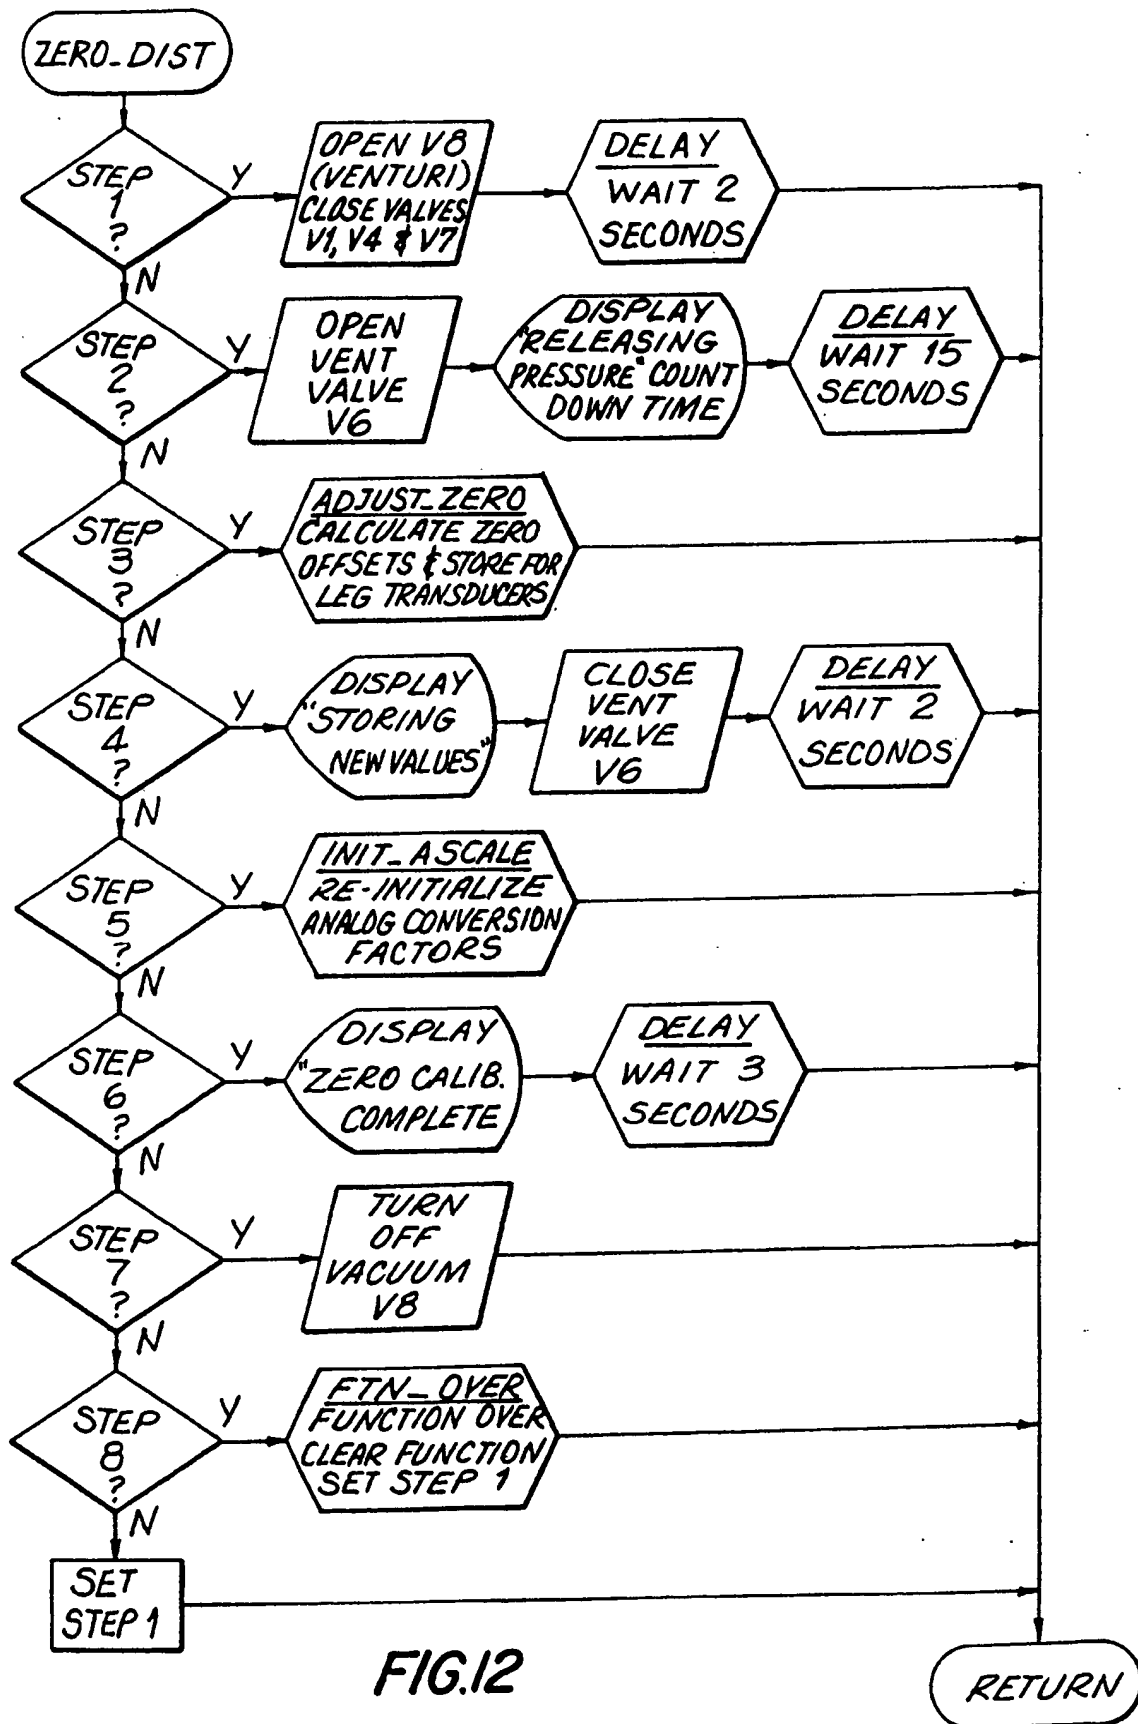 ZERO_DIST
STEP
1
?
Y
OPEN V8
(VENTURI)
CLOSE VALVES
V1, V4 & V7
DELAY
WAIT 2
SECONDS
N
STEP
2
?
Y
OPEN
VENT
VALVE
V6
DISPLAY
"RELEASING
PRESSURE" COUNT
DOWN TIME
DELAY
WAIT 15
SECONDS
N
STEP
3
?
Y
ADJUST_ZERO
CALCULATE ZERO
OFFSETS & STORE FOR
LEG TRANSDUCERS
N
STEP
4
?
Y
DISPLAY
"STORING
NEW VALUES"
CLOSE
VENT
VALVE
V6
DELAY
WAIT 2
SECONDS
N
STEP
5
?
Y
INIT_ASCALE
RE-INITIALIZE
ANALOG CONVERSION
FACTORS
N
STEP
6
?
Y
DISPLAY
"ZERO CALIB.
COMPLETE
DELAY
WAIT 3
SECONDS
N
STEP
7
?
Y
TURN
OFF
VACUUM
V8
N
STEP
8
?
Y
FTN_OVER
FUNCTION OVER
CLEAR FUNCTION
SET STEP 1
N
SET
STEP 1
RETURN
FIG.12